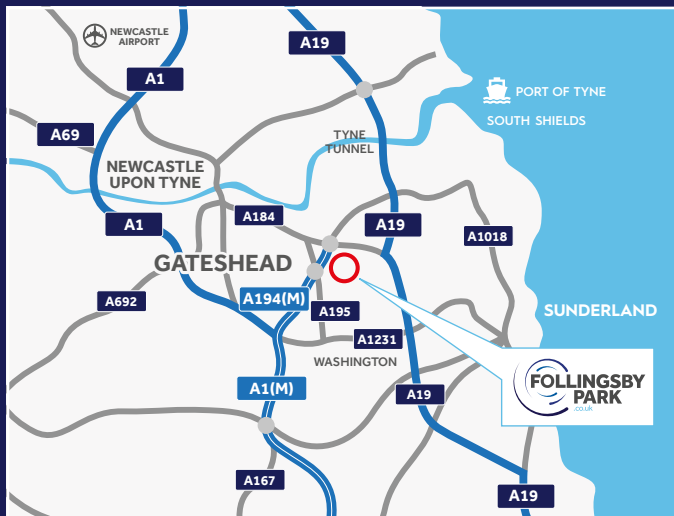 NEWCASTLE
AIRPORT
A19
A1
PORT OF TYNE
SOUTH SHIELDS
A69
TYNE
TUNNEL
NEWCASTLE
UPON TYNE
A184
A1
A19
A1018
GATESHEAD
A194(M)
A692
A195
SUNDERLAND
A1231
WASHINGTON
FOLLINGSBY
PARK
.co.uk
A1(M)
A19
A167
A19